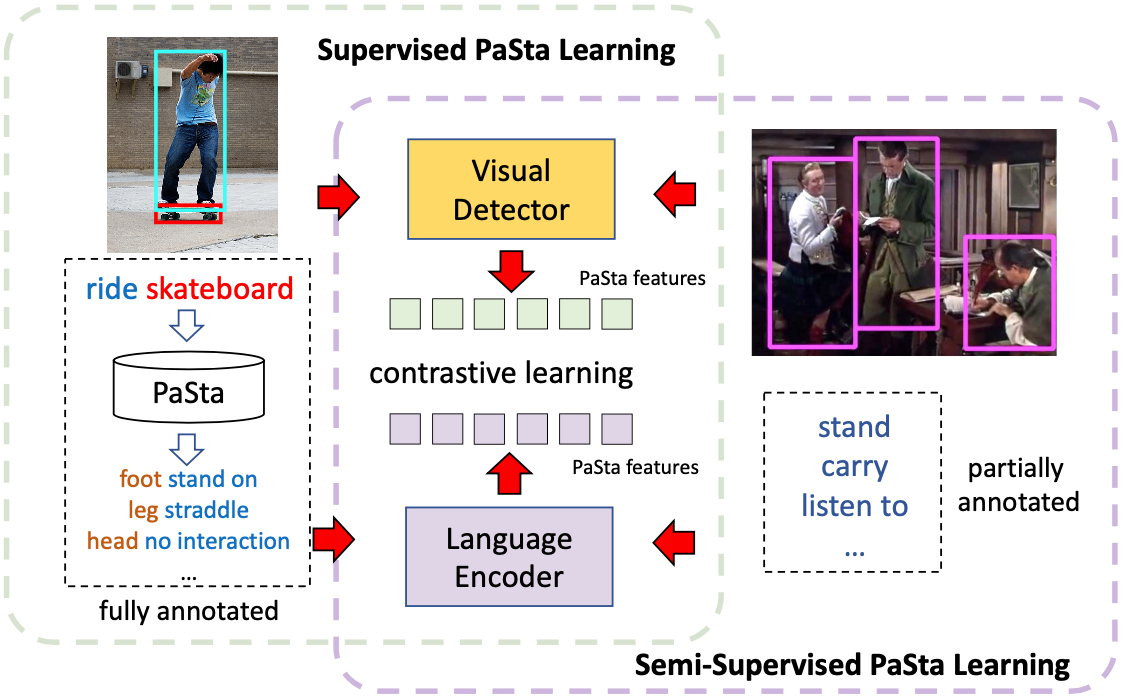 Supervised PaSta Learning
ride skateboard
PaSta
foot stand on
leg straddle
head no interaction
...
fully annotated
Visual
Detector
PaSta features
contrastive learning
PaSta features
Language
Encoder
stand
carry
listen to
...
partially
annotated
Semi-Supervised PaSta Learning